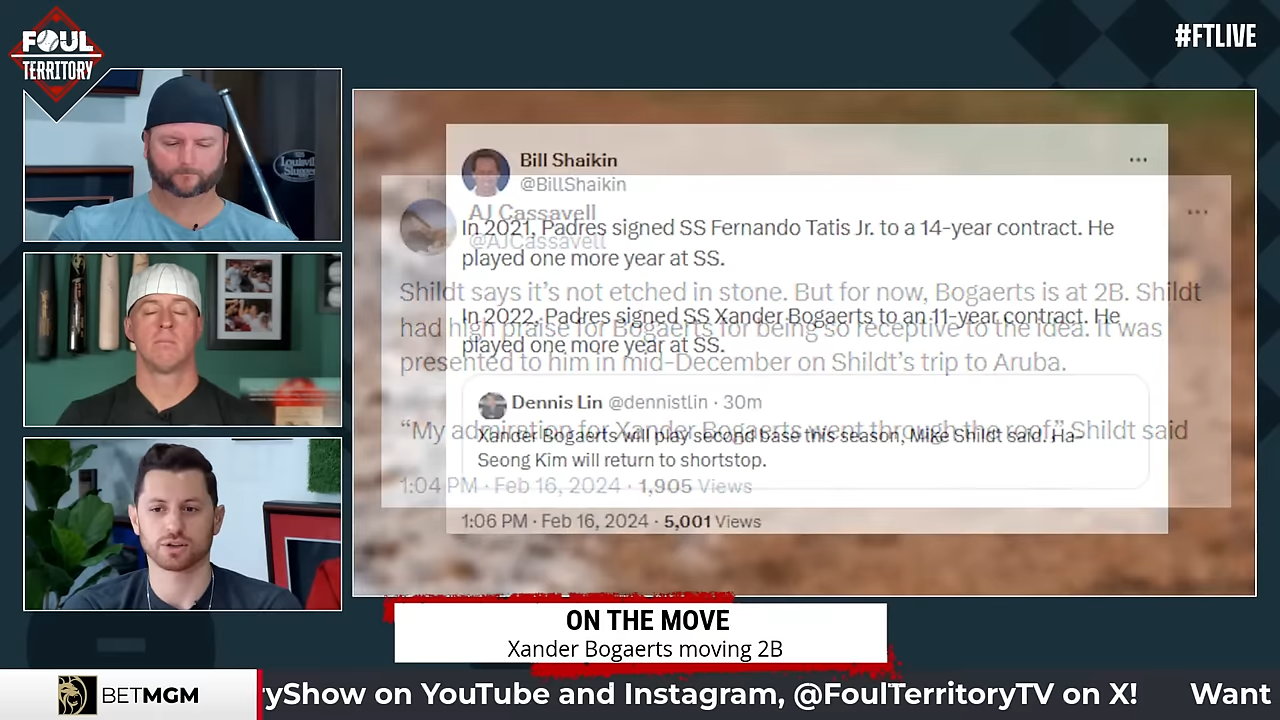 FOUL
TERRITORY
#FTLIVE
Louisville
Slugger
Bill Shaikin
@BillShaikin
In 2021, Padres signed SS Fernando Tatis Jr. to a 14-year contract. He
played one more year at SS.
In 2022, Padres signed SS Xander Bogaerts to an 11-year contract. He
played one more year at SS.
Dennis Lin @dennistlin · 30m
Xander Bogaerts will play second base this season, Mike Shildt said. Ha-
Seong Kim will return to shortstop.
1:06 PM · Feb 16, 2024 · 5,001 Views
AJ Cassavell
@AJCassavell
Shildt says it’s not etched in stone. But for now, Bogaerts is at 2B. Shildt
had high praise for Bogaerts for being so receptive to the idea. It was
presented to him in mid-December on Shildt’s trip to Aruba.
“My admiration for Xander Bogaerts went through the roof,” Shildt said
1:04 PM · Feb 16, 2024 · 1,905 Views
ON THE MOVE
Xander Bogaerts moving 2B
BETMGM
ryShow on YouTube and Instagram, @FoulTerritoryTV on X! Want